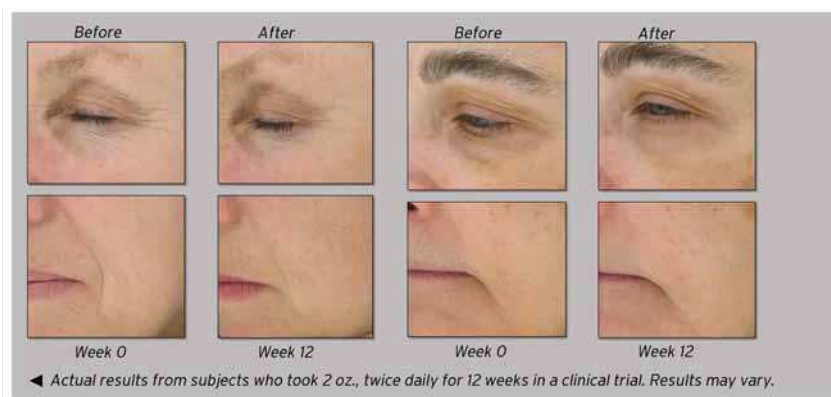 Before After Before After
Week 0 Week 12 Week 0 Week 12
◄ Actual results from subjects who took 2 oz., twice daily for 12 weeks in a clinical trial. Results may vary.